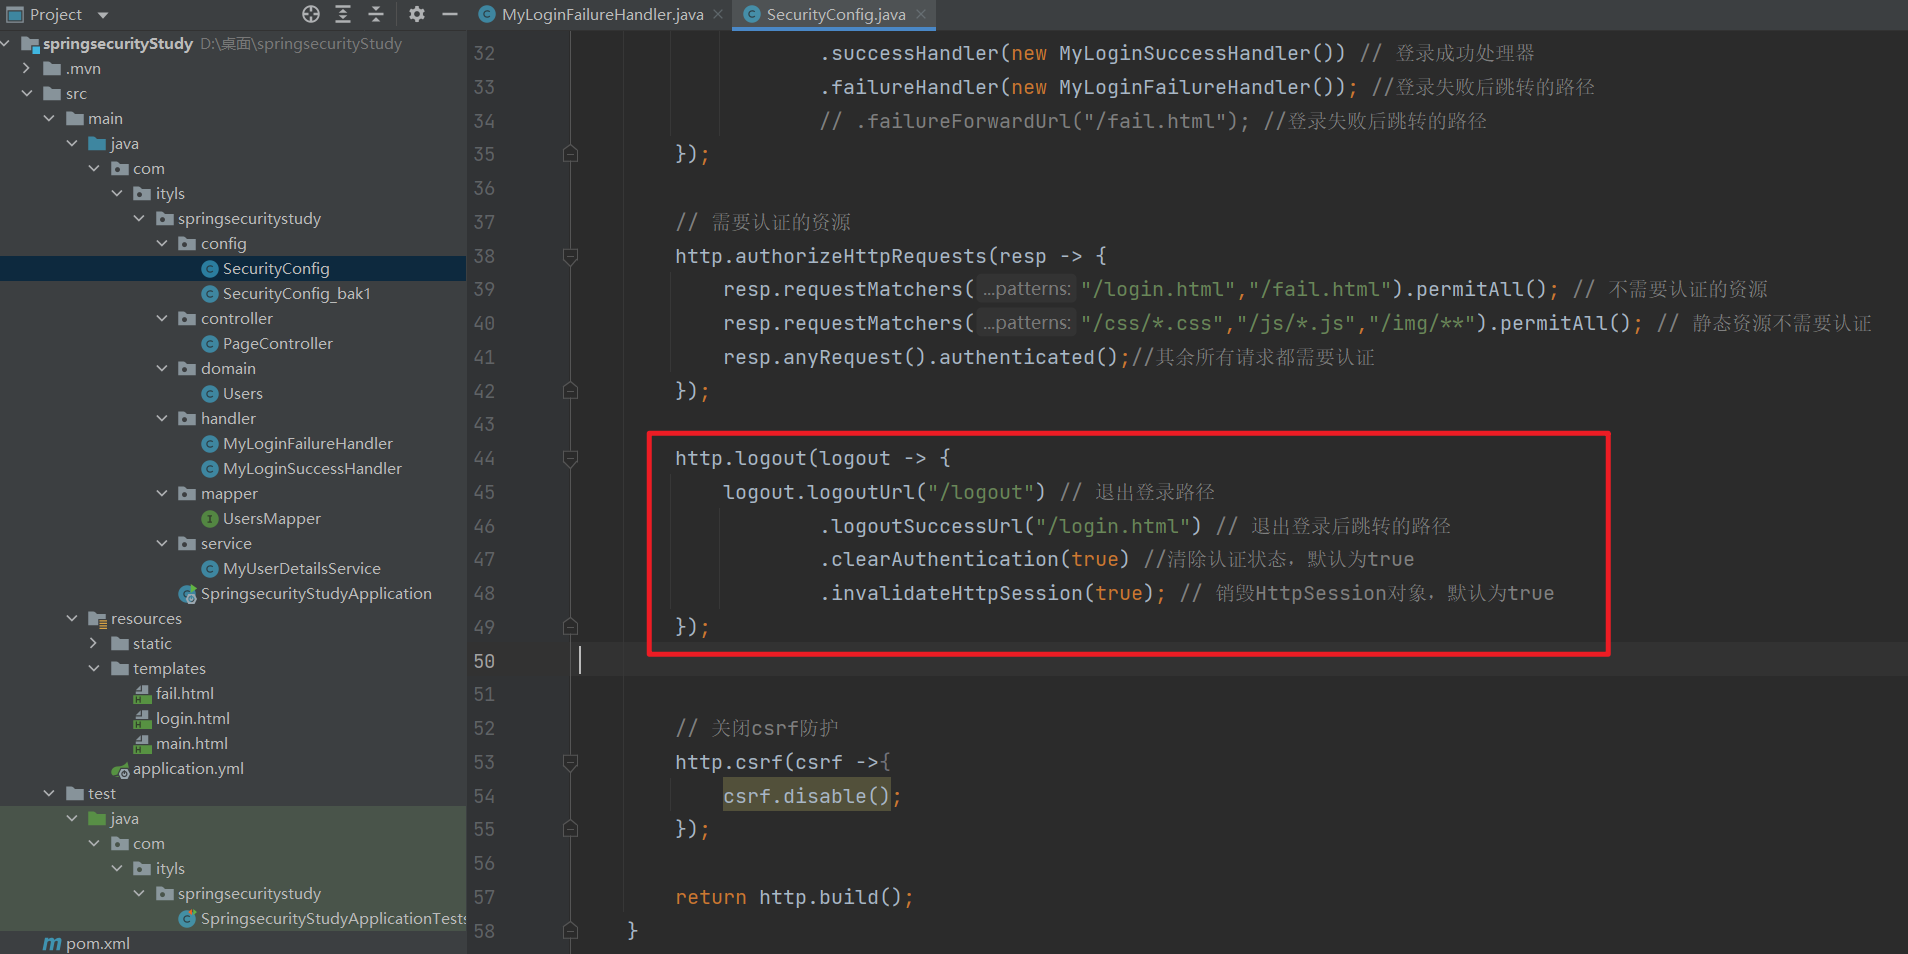 Project
MyLoginFailureHandler.java
SecurityConfig.java
springsecurityStudy D:\桌面\springsecurityStudy
.mvn
src
main
java
com
ityls
springsecuritystudy
config
SecurityConfig
SecurityConfig_bak1
controller
PageController
domain
Users
handler
MyLoginFailureHandler
MyLoginSuccessHandler
mapper
UsersMapper
service
MyUserDetailsService
SpringsecurityStudyApplication
resources
static
templates
fail.html
login.html
main.html
application.yml
test
java
com
ityls
springsecuritystudy
SpringsecurityStudyApplicationTests
pom.xml
32 .successHandler(new MyLoginSuccessHandler()) // 登录成功处理器
33 .failureHandler(new MyLoginFailureHandler()); //登录失败后跳转的路径
34 // .failureForwardUrl("/fail.html"); //登录失败后跳转的路径
35 });
36
37 // 需要认证的资源
38 http.authorizeHttpRequests(resp -> {
39 resp.requestMatchers( ...patterns: "/login.html","/fail.html").permitAll(); // 不需要认证的资源
40 resp.requestMatchers( ...patterns: "/css/*.css","/js/*.js","/img/**").permitAll(); // 静态资源不需要认证
41 resp.anyRequest().authenticated();//其余所有请求都需要认证
42 });
43
44 http.logout(logout -> {
45 logout.logoutUrl("/logout") // 退出登录路径
46 .logoutSuccessUrl("/login.html") // 退出登录后跳转的路径
47 .clearAuthentication(true) //清除认证状态，默认为true
48 .invalidateHttpSession(true); // 销毁HttpSession对象，默认为true
49 });
50
51
52 // 关闭csrf防护
53 http.csrf(csrf ->{
54 csrf.disable();
55 });
56
57 return http.build();
58 }